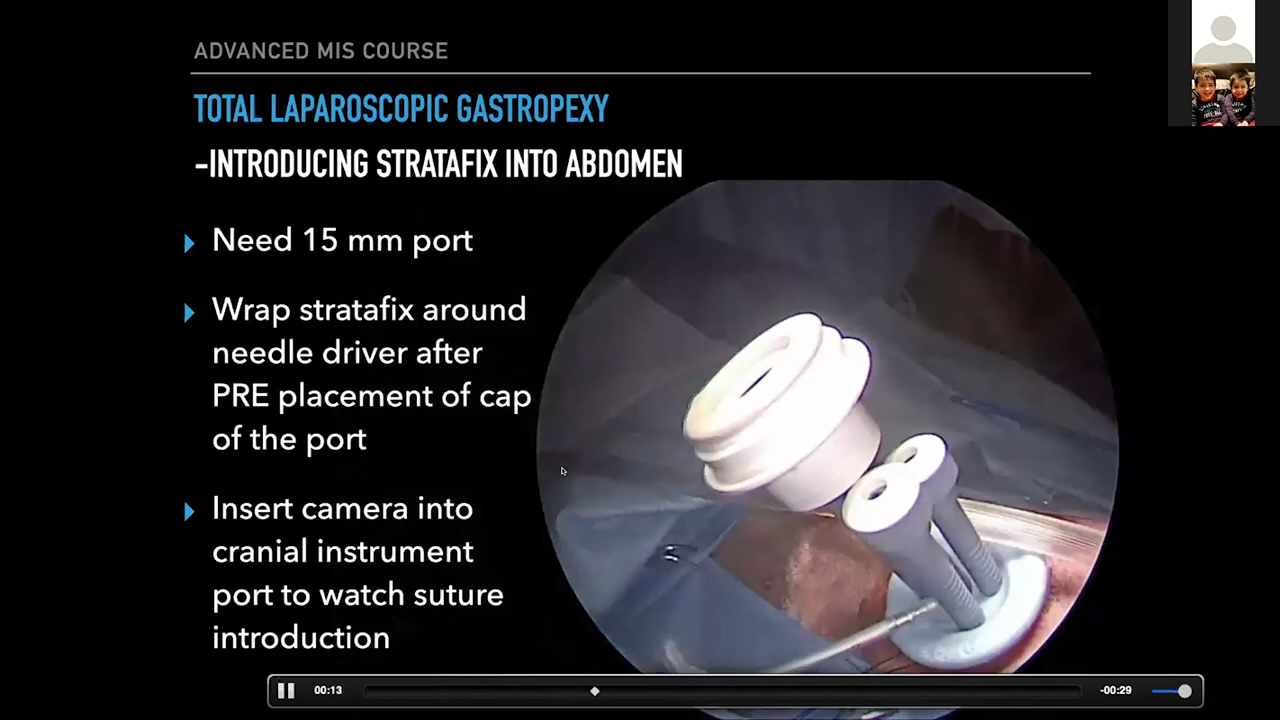 ADVANCED MIS COURSE
TOTAL LAPAROSCOPIC GASTROPEXY
-INTRODUCING STRATAFIX INTO ABDOMEN
Need 15 mm port
Wrap stratafix around
needle driver after
PRE placement of cap
of the port
Insert camera into
cranial instrument
port to watch suture
introduction
00:13
-00:29